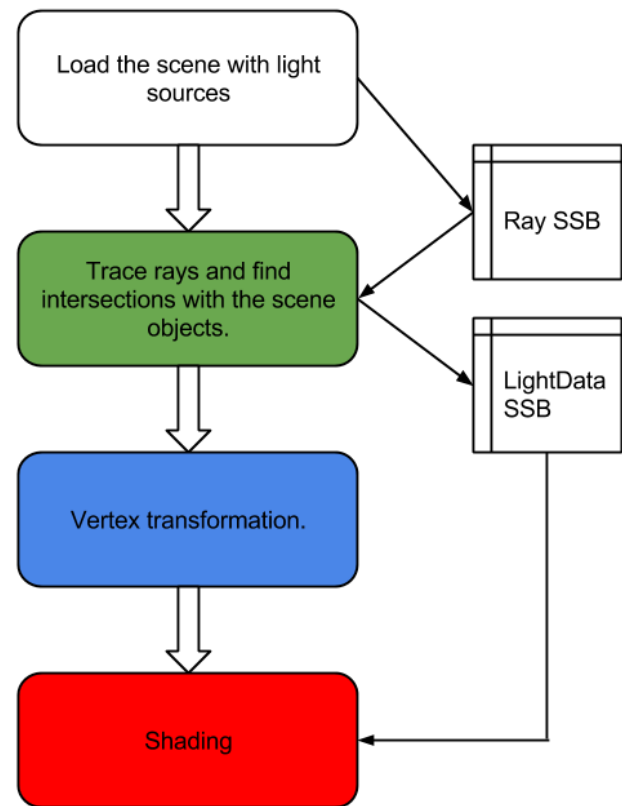 Load the scene with light
sources
Ray SSB
Trace rays and find
intersections with the scene
objects.
LightData
SSB
Vertex transformation.
Shading